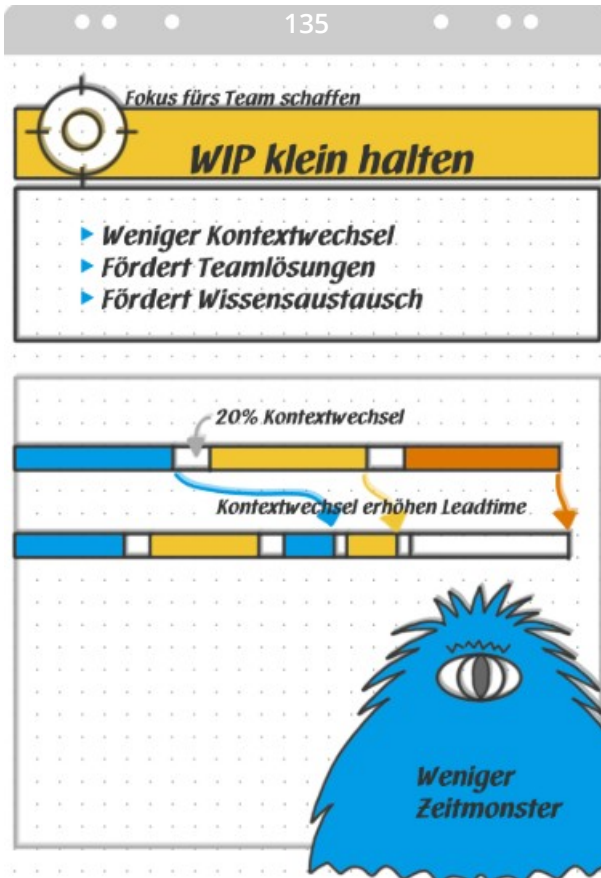 135
Fokus fürs Team schaffen
WIP klein halten
Weniger Kontextwechsel
Fördert Teamlösungen
Fördert Wissensaustausch
20% Kontextwechsel
Kontextwechsel erhöhen Leadtime
Weniger
Zeitmonster